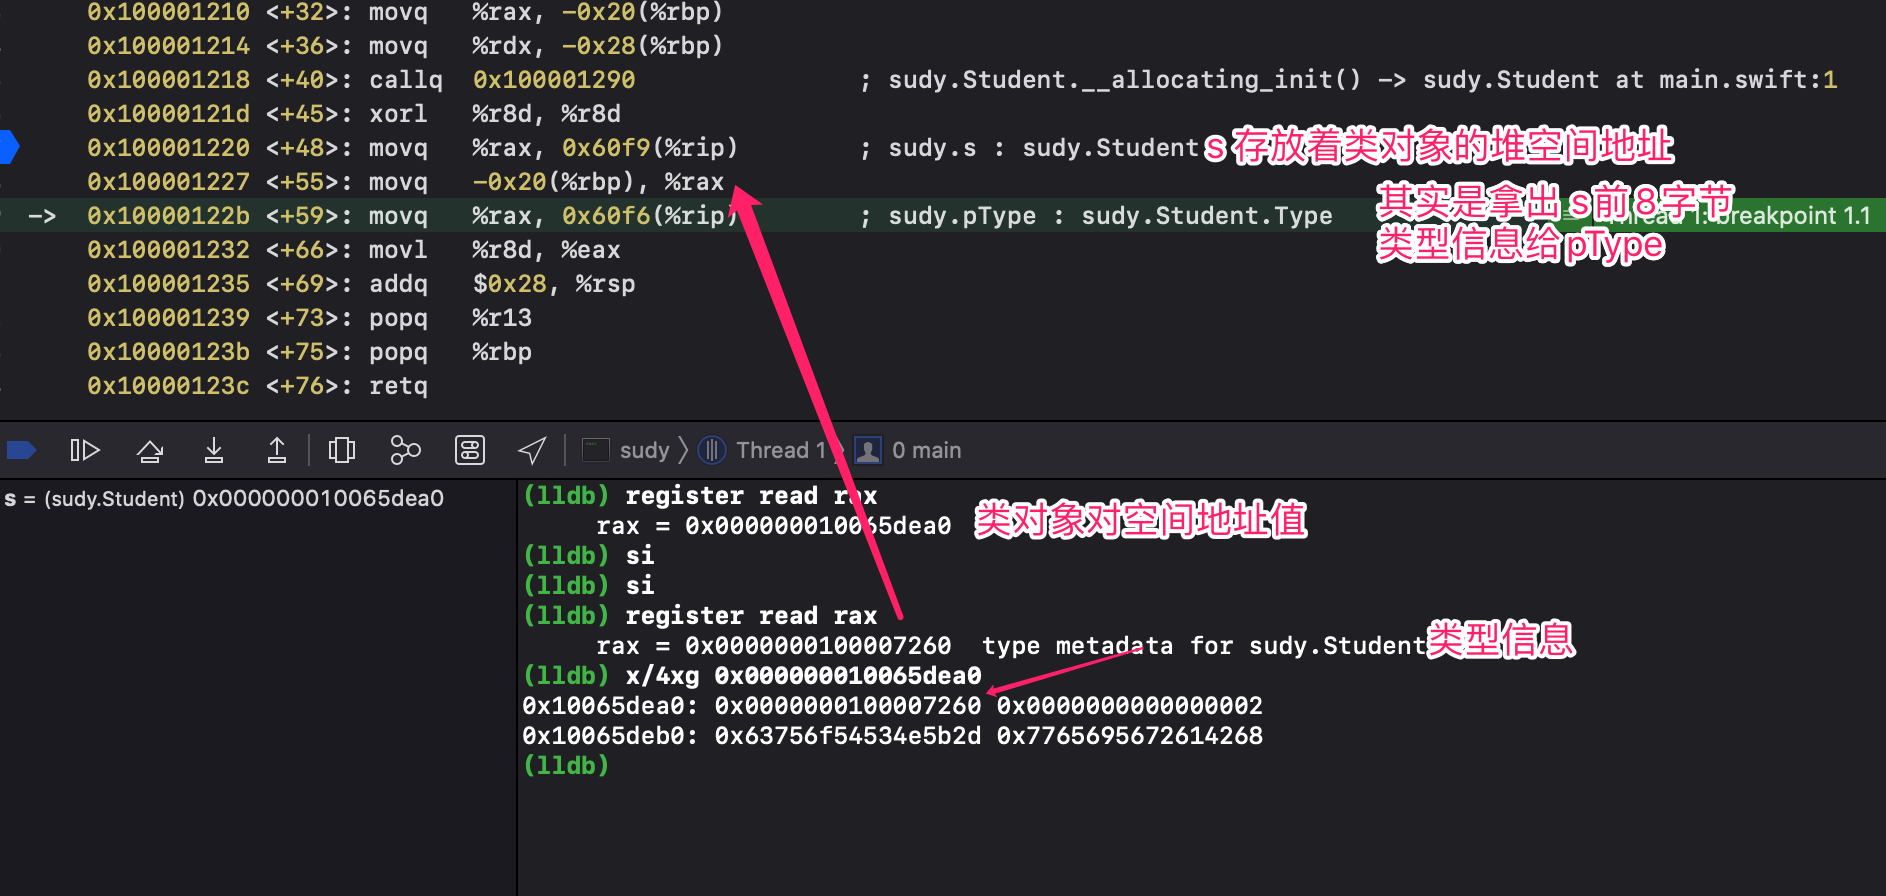 0x100001210 <+32>: movq   %rax, -0x20(%rbp)
0x100001214 <+36>: movq   %rdx, -0x28(%rbp)
0x100001218 <+40>: callq  0x100001290               ; sudy.Student.__allocating_init() -> sudy.Student at main.swift:1
0x10000121d <+45>: xorl   %r8d, %r8d
0x100001220 <+48>: movq   %rax, 0x60f9(%rip)        ; sudy.s : sudy.Student s 存放着类对象的堆空间地址
0x100001227 <+55>: movq   -0x20(%rbp), %rax
其实是拿出 s前 8字节
-> 0x10000122b <+59>: movq   %rax, 0x60f6(%rip)        ; sudy.pType : sudy.Student.Type Thread 1: breakpoint 1.1
类型信息给 pType
0x100001232 <+66>: movl   %r8d, %eax
0x100001235 <+69>: addq   $0x28, %rsp
0x100001239 <+73>: popq   %r13
0x10000123b <+75>: popq   %rbp
0x10000123c <+76>: retq
sudy Thread 1 0 main
s = (sudy.Student) 0x000000010065dea0
(lldb) register read rax
rax = 0x000000010065dea0 类对象对空间地址值
(lldb) si
(lldb) si
(lldb) register read rax
rax = 0x0000000100007260  type metadata for sudy.Student 类型信息
(lldb) x/4xg 0x000000010065dea0
0x10065dea0: 0x0000000100007260 0x0000000000000002
0x10065deb0: 0x63756f54534e5b2d 0x7765695672614268
(lldb)